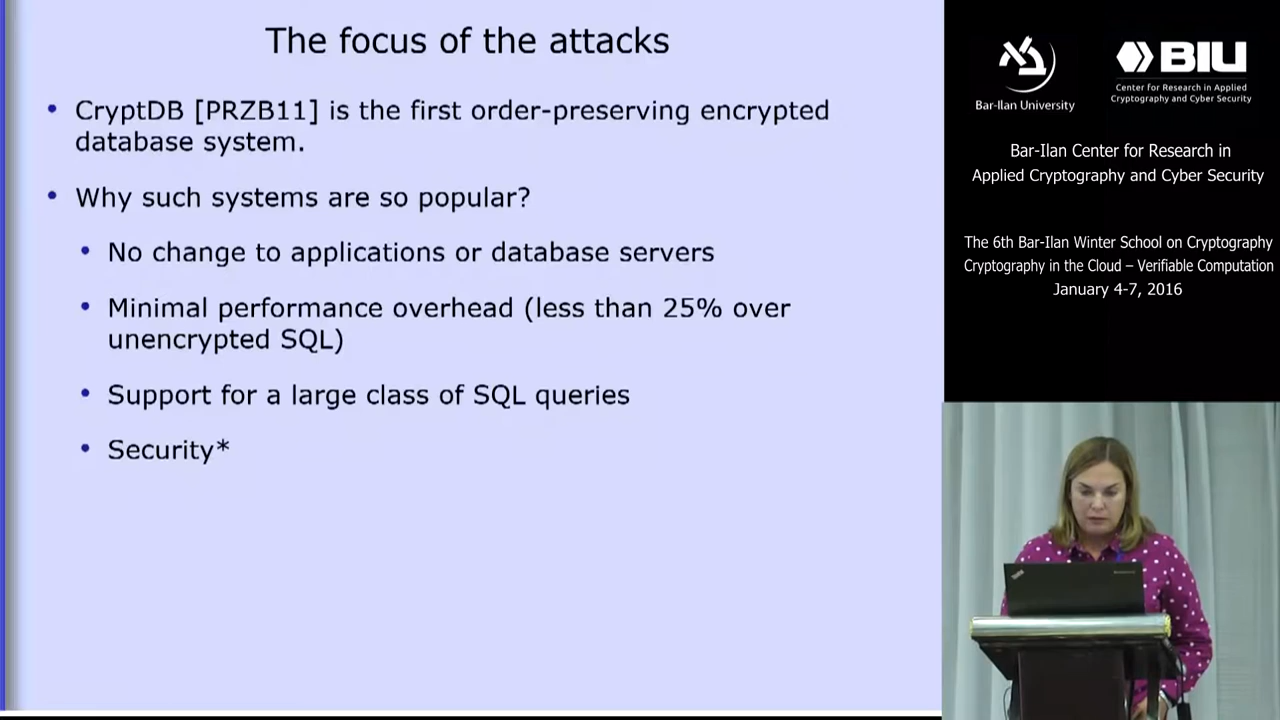 The focus of the attacks
• CryptDB [PRZB11] is the first order-preserving encrypted
database system.
• Why such systems are so popular?
• No change to applications or database servers
• Minimal performance overhead (less than 25% over
unencrypted SQL)
• Support for a large class of SQL queries
• Security*
Bar-Ilan University
BIU
Center for Research in Applied
Cryptography and Cyber Security
Bar-Ilan Center for Research in
Applied Cryptography and Cyber Security
The 6th Bar-Ilan Winter School on Cryptography
Cryptography in the Cloud – Verifiable Computation
January 4-7, 2016